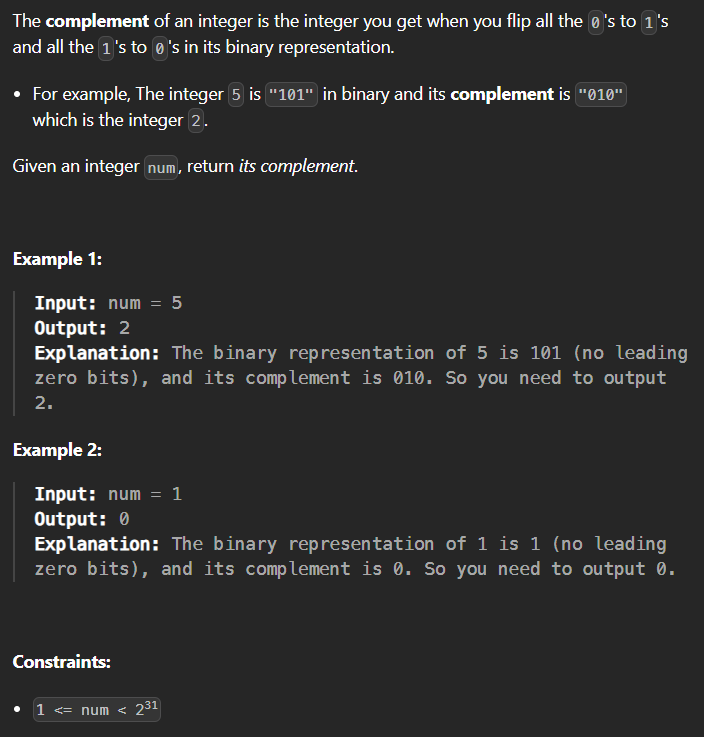 The complement of an integer is the integer you get when you flip all the 0's to 1's
and all the 1's to 0's in its binary representation.
• For example, The integer 5 is "101" in binary and its complement is "010"
which is the integer 2.
Given an integer num, return its complement.
Example 1:
Input: num = 5
Output: 2
Explanation: The binary representation of 5 is 101 (no leading
zero bits), and its complement is 010. So you need to output
2.
Example 2:
Input: num = 1
Output: 0
Explanation: The binary representation of 1 is 1 (no leading
zero bits), and its complement is 0. So you need to output 0.
Constraints:
• 1 <= num < 2³¹